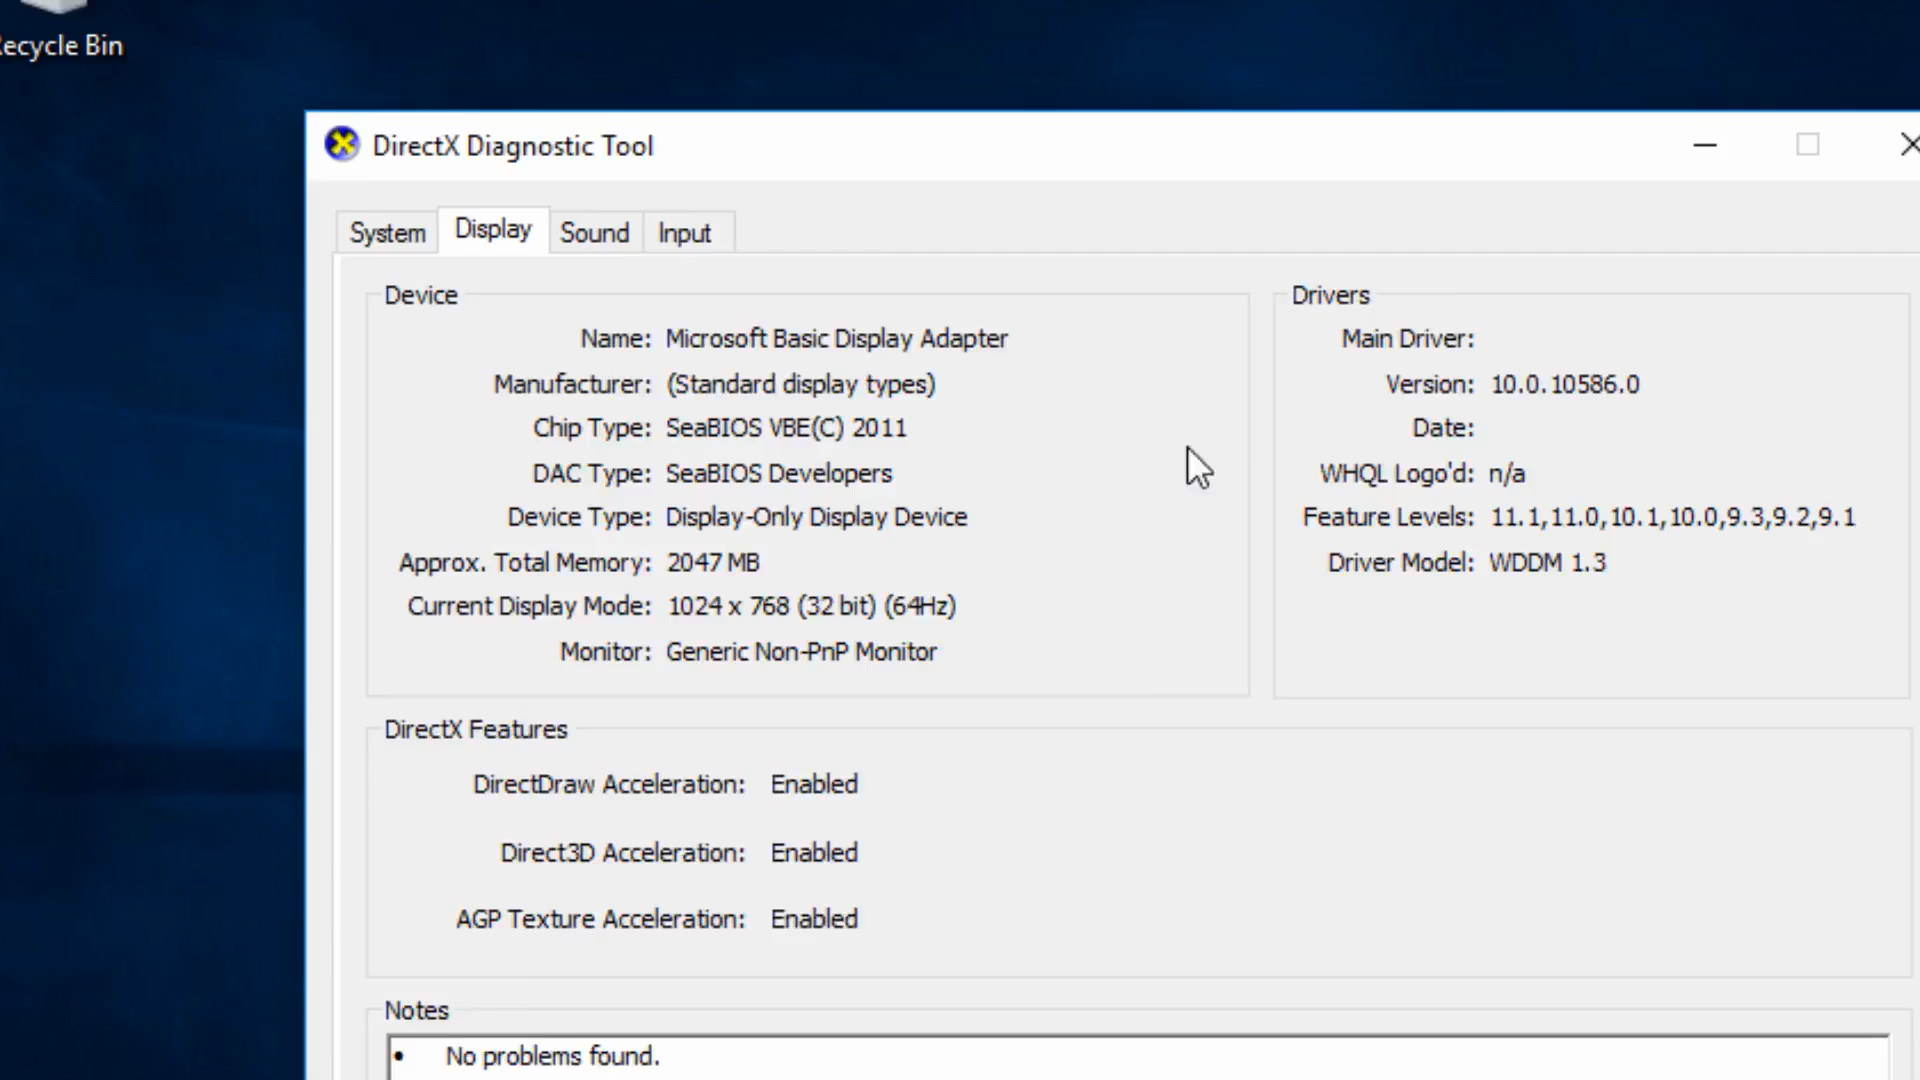 Recycle Bin
DirectX Diagnostic Tool
System Display Sound Input
Device
Name: Microsoft Basic Display Adapter
Manufacturer: (Standard display types)
Chip Type: SeaBIOS VBE(C) 2011
DAC Type: SeaBIOS Developers
Device Type: Display-Only Display Device
Approx. Total Memory: 2047 MB
Current Display Mode: 1024 x 768 (32 bit) (64Hz)
Monitor: Generic Non-PnP Monitor
Drivers
Main Driver:
Version: 10.0.10586.0
Date:
WHQL Logo'd: n/a
Feature Levels: 11.1,11.0,10.1,10.0,9.3,9.2,9.1
Driver Model: WDDM 1.3
DirectX Features
DirectDraw Acceleration: Enabled
Direct3D Acceleration: Enabled
AGP Texture Acceleration: Enabled
Notes
• No problems found.